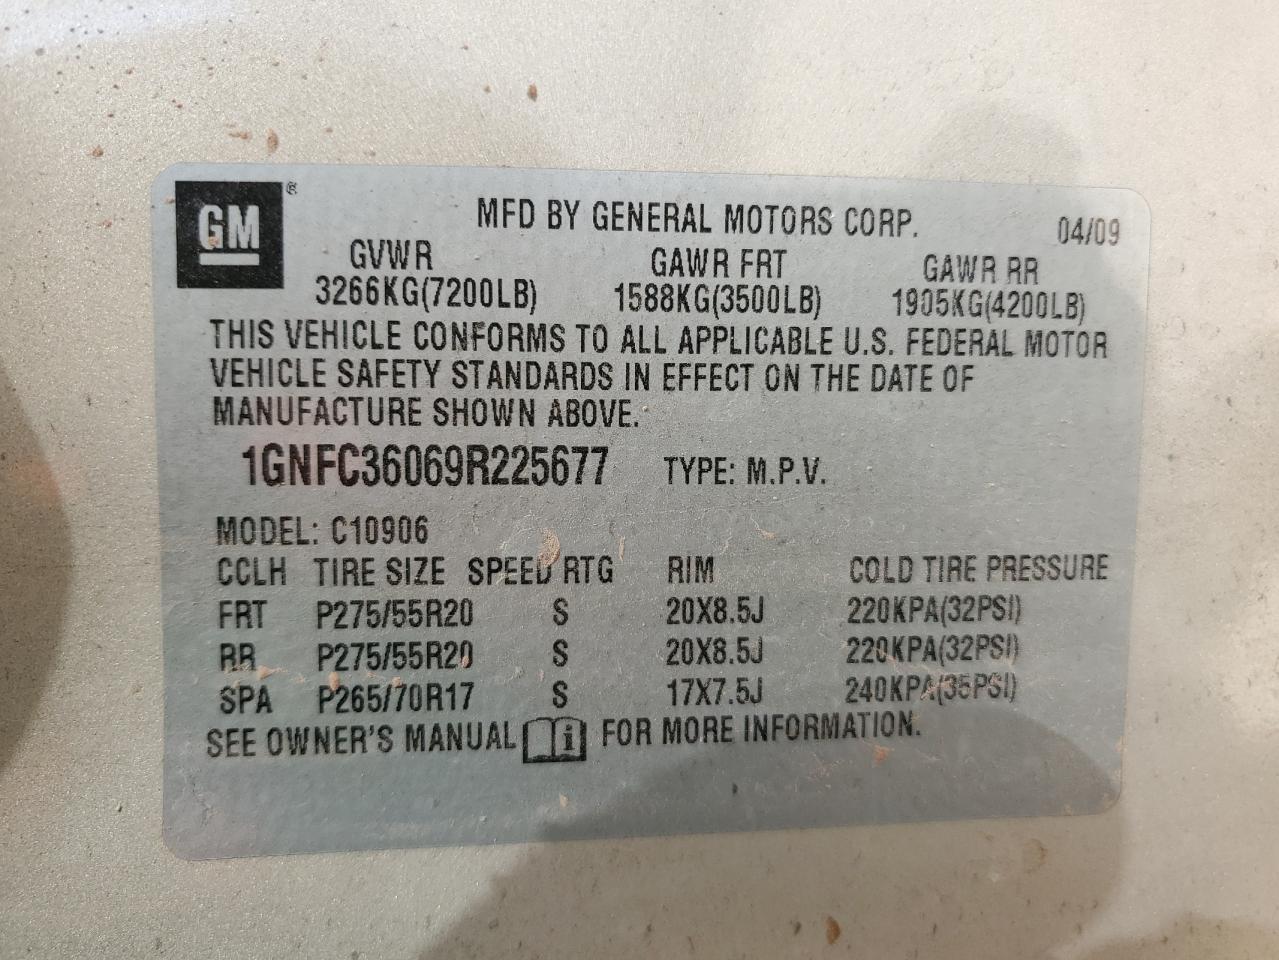 GM ®
MFD BY GENERAL MOTORS CORP. 04/09
GVWR GAWR FRT GAWR RR
3266KG(7200LB) 1588KG(3500LB) 1905KG(4200LB)
THIS VEHICLE CONFORMS TO ALL APPLICABLE U.S. FEDERAL MOTOR
VEHICLE SAFETY STANDARDS IN EFFECT ON THE DATE OF
MANUFACTURE SHOWN ABOVE.
1GNFC36069R225677 TYPE: M.P.V.
MODEL: C10906
CCLH TIRE SIZE SPEED RTG RIM COLD TIRE PRESSURE
FRT P275/55R20 S 20X8.5J 220KPA(32PSI)
RR P275/55R20 S 20X8.5J 220KPA(32PSI)
SPA P265/70R17 S 17X7.5J 240KPA(35PSI)
SEE OWNER'S MANUAL i FOR MORE INFORMATION.